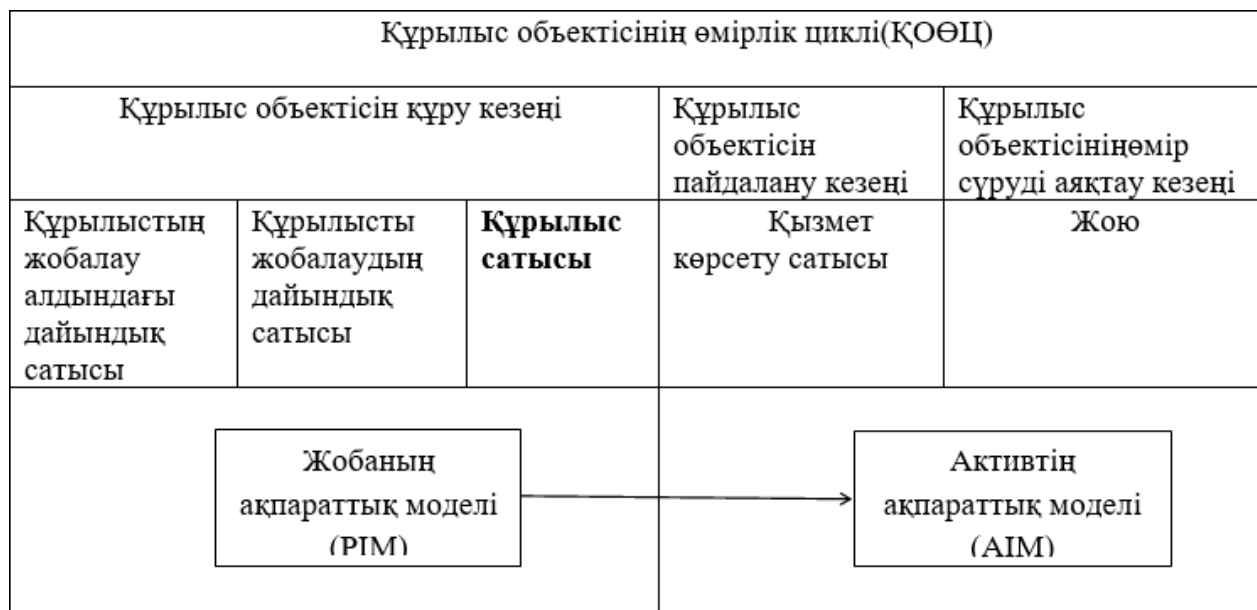 Құрылыс объектісінің өмірлік циклі(ҚОӨЦ)
Құрылыс объектісін құру кезеңі
Құрылыс
объектісін
пайдалану кезеңі
Құрылыс
объектісініңөмір
сүруді аяқтау кезеңі
Құрылыстың
жобалау
алдындағы
дайындық
сатысы
Құрылысты
жобалаудың
дайындық
сатысы
Құрылыс
сатысы
Қызмет
көрсету сатысы
Жою
Жобаның
ақпараттық моделі
(PIM)
Активтің
ақпараттық моделі
(AIM)